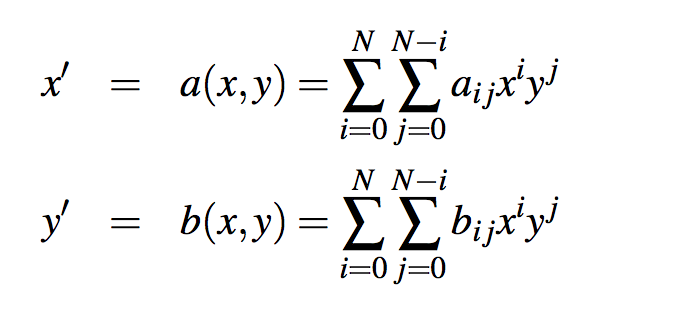 x′ = a(x,y) = ∑_{i=0}^{N} ∑_{j=0}^{N−i} a_{ij}x^{i}y^{j}
y′ = b(x,y) = ∑_{i=0}^{N} ∑_{j=0}^{N−i} b_{ij}x^{i}y^{j}